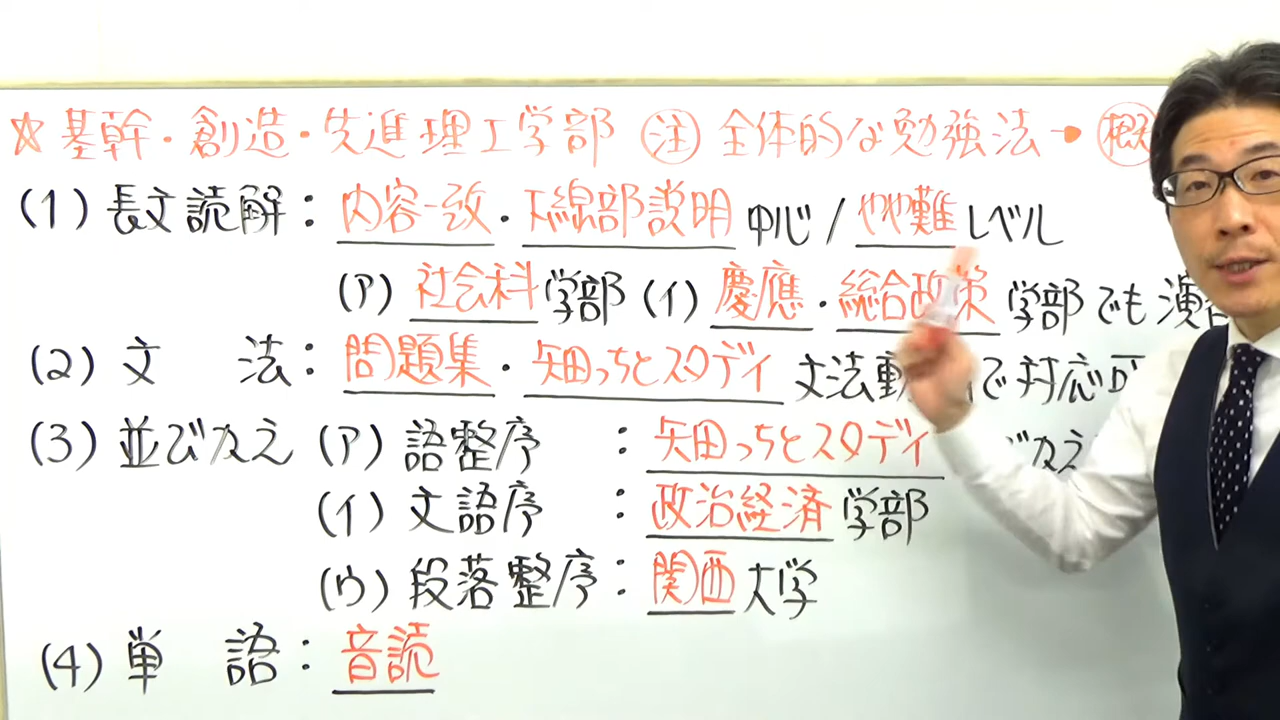 ☆基幹・創造・先進理工学部 注 全体的な勉強法→ 概
(1) 長文読解:内容一致・下線部説明 中心/やや難レベル
(ア) 社会科学部 (イ) 慶應・総合政策 学部でも演
(2) 文 法:問題集・矢田っちとスタディ 文法動 で対応可
(3) 並びかえ (ア) 語整序 :矢田っちとスタディ びかえ
(イ) 文語序 :政治経済学部
(ウ) 段落整序:関西大学
(4) 単 語:音読